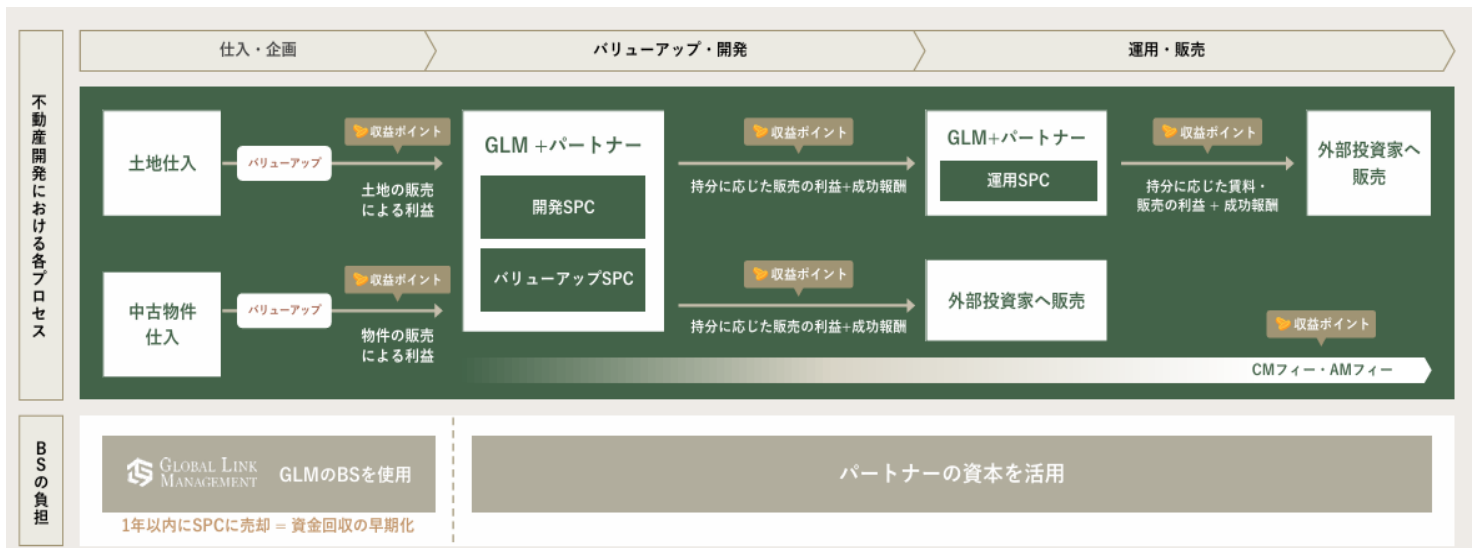 仕入・企画
バリューアップ・開発
運用・販売
不動産開発における各プロセス
土地仕入
バリューアップ
収益ポイント
土地の販売
による利益
中古物件
仕入
バリューアップ
収益ポイント
物件の販売
による利益
GLM +パートナー
開発SPC
バリューアップSPC
収益ポイント
持分に応じた販売の利益+成功報酬
収益ポイント
持分に応じた販売の利益+成功報酬
GLM+パートナー
運用SPC
外部投資家へ販売
収益ポイント
持分に応じた賃料・
販売の利益 + 成功報酬
外部投資家へ
販売
収益ポイント
CMフィー・AMフィー
BSの負担
GLOBAL LINK
MANAGEMENT
GLMのBSを使用
1年以内にSPCに売却 = 資金回収の早期化
パートナーの資本を活用